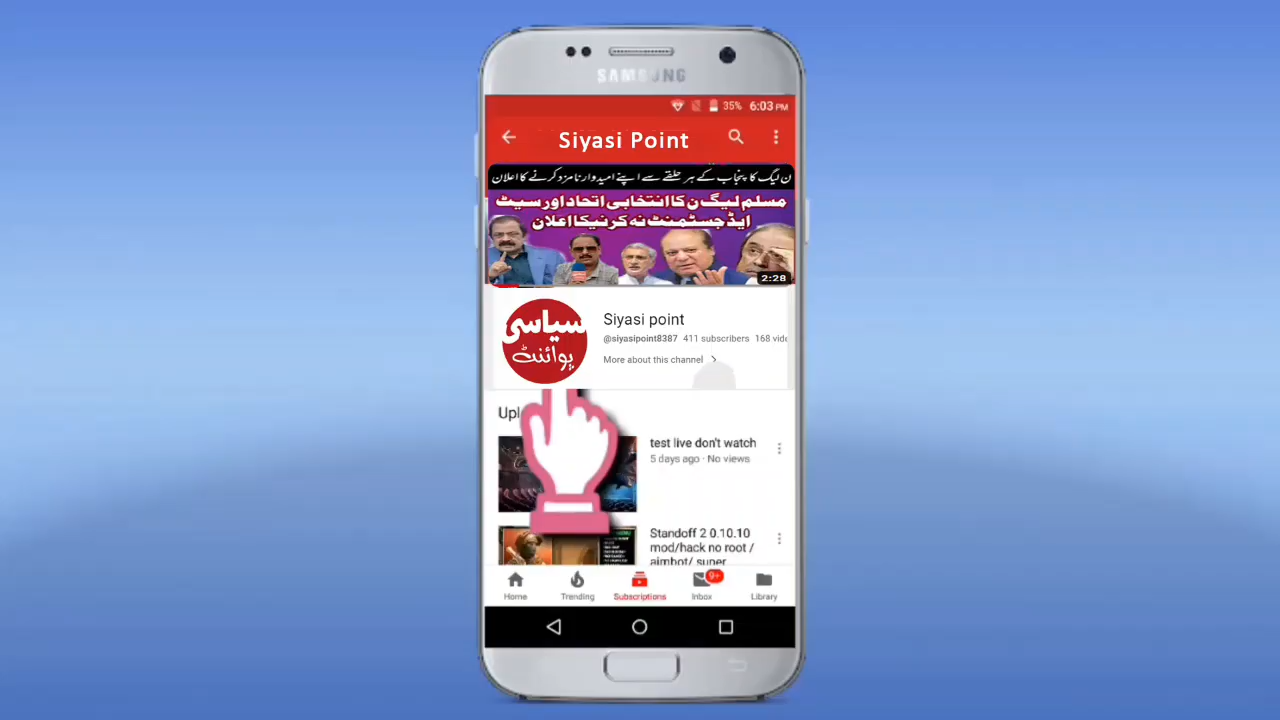 SAMSUNG
35% 6:03 PM
Siyasi Point
ن لیگ کا پنجاب کے ہر حلقے سے اپنے امیدوار نامزد کرنے کا اعلان
مسلم لیگ ن کا انتخابی اتحاد اور سیٹ
ایڈجسٹمنٹ نہ کرنیکا اعلان
2:28
سیاسی
پوائنٹ
Siyasi point
@siyasipoint8387 411 subscribers 168 vide
More about this channel >
Upl
test live don't watch
5 days ago · No views
Standoff 2 0.10.10
mod/hack no root /
aimbot/ super
9+
Home Trending Subscriptions Inbox Library